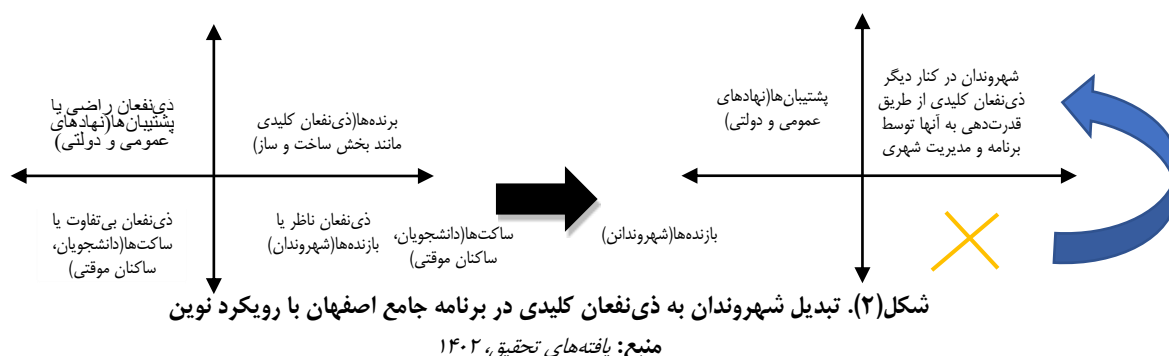 ذی‌نفعان راضی یا
پشتیبان‌ها(نهادهای
عمومی و دولتی)
برنده‌ها(ذی‌نفعان کلیدی
مانند بخش ساخت و ساز)
ذی‌نفعان بی‌تفاوت یا
ساکت‌ها(دانشجویان،
ساکنان موقتی)
ذی‌نفعان ناظر یا
بازنده‌ها(شهروندان)
پشتیبان‌ها(نهادهای
عمومی و دولتی)
شهروندان در کنار دیگر
ذی‌نفعان کلیدی از طریق
قدرت‌دهی به آنها توسط
برنامه و مدیریت شهری
ساکت‌ها(دانشجویان،
ساکنان موقتی)
بازنده‌ها(شهروندانن)
شکل(۲). تبدیل شهروندان به ذی‌نفعان کلیدی در برنامه جامع اصفهان با رویکرد نوین
منبع: یافته‌های تحقیق، ۱۴۰۲